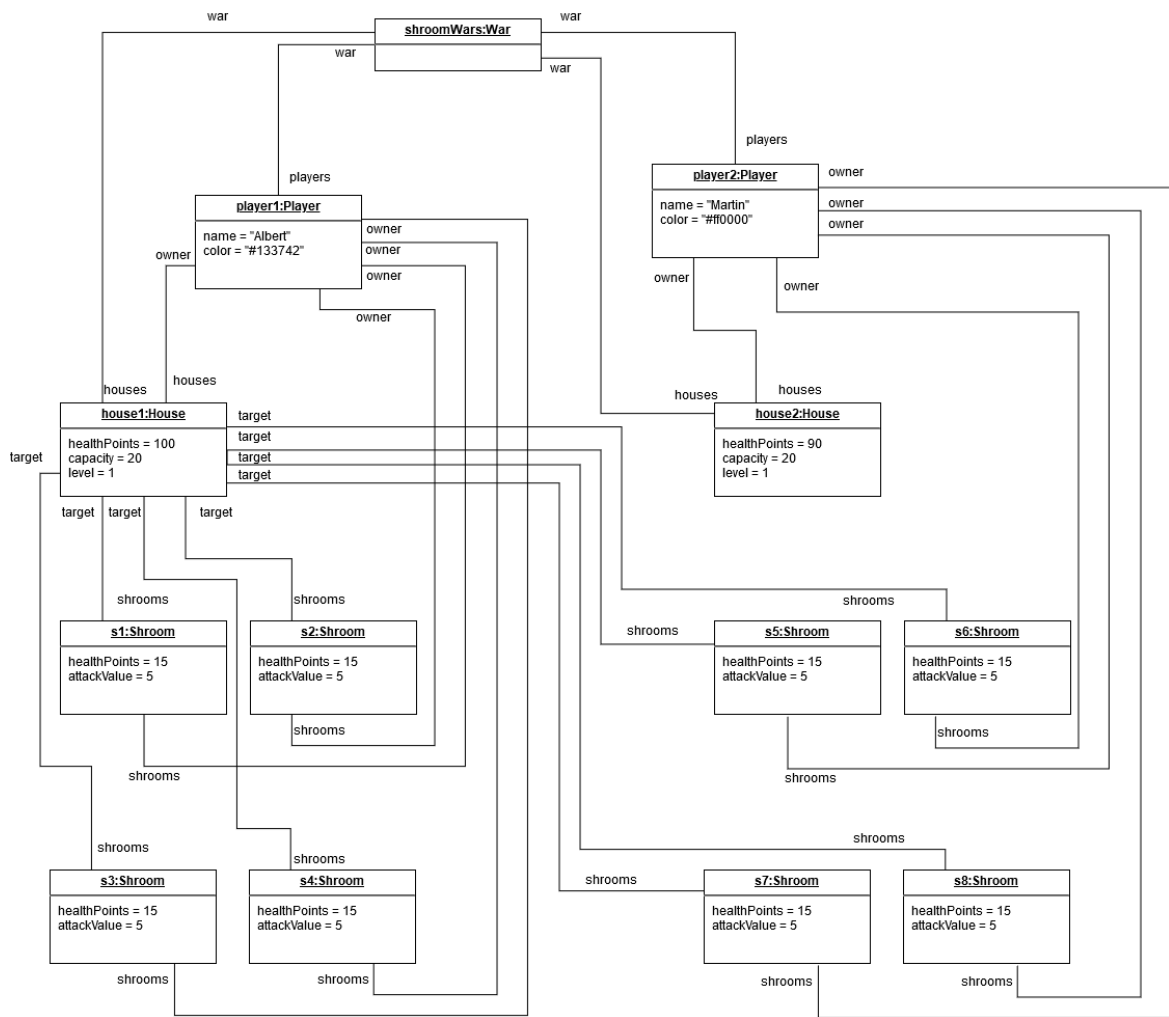 war
war
shroomWars:War
war
war
players
players
player2:Player
owner
name = "Martin"
color = "#ff0000"
owner
owner
player1:Player
name = "Albert"
color = "#133742"
owner
owner
owner
owner
owner
owner
owner
houses
houses
houses
houses
house1:House
healthPoints = 100
capacity = 20
level = 1
target
target
target
target
target
house2:House
healthPoints = 90
capacity = 20
level = 1
target
target
target
shrooms
shrooms
shrooms
shrooms
s1:Shroom
healthPoints = 15
attackValue = 5
s2:Shroom
healthPoints = 15
attackValue = 5
s5:Shroom
healthPoints = 15
attackValue = 5
s6:Shroom
healthPoints = 15
attackValue = 5
shrooms
shrooms
shrooms
shrooms
shrooms
shrooms
shrooms
shrooms
s3:Shroom
healthPoints = 15
attackValue = 5
s4:Shroom
healthPoints = 15
attackValue = 5
s7:Shroom
healthPoints = 15
attackValue = 5
s8:Shroom
healthPoints = 15
attackValue = 5
shrooms
shrooms
shrooms
shrooms